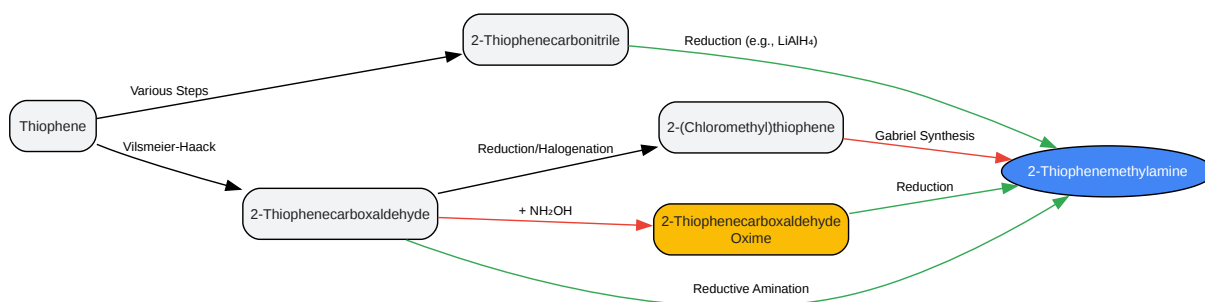 2-Thiophenecarbonitrile
Reduction (e.g., LiAlH₄)
Various Steps
Thiophene
2-(Chloromethyl)thiophene
Gabriel Synthesis
Vilsmeier-Haack
Reduction/Halogenation
2-Thiophenemethylamine
Reduction
2-Thiophenecarboxaldehyde
+ NH₂OH
2-Thiophenecarboxaldehyde
Oxime
Reductive Amination